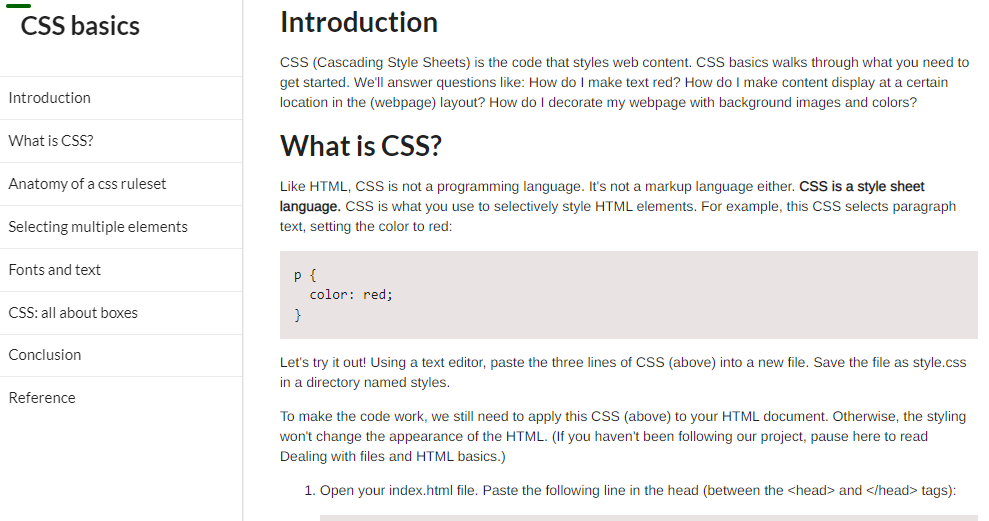 CSS basics
Introduction
What is CSS?
Anatomy of a css ruleset
Selecting multiple elements
Fonts and text
CSS: all about boxes
Conclusion
Reference
Introduction
CSS (Cascading Style Sheets) is the code that styles web content. CSS basics walks through what you need to
get started. We'll answer questions like: How do I make text red? How do I make content display at a certain
location in the (webpage) layout? How do I decorate my webpage with background images and colors?
What is CSS?
Like HTML, CSS is not a programming language. It's not a markup language either. CSS is a style sheet
language. CSS is what you use to selectively style HTML elements. For example, this CSS selects paragraph
text, setting the color to red:
p {
  color: red;
}
Let's try it out! Using a text editor, paste the three lines of CSS (above) into a new file. Save the file as style.css
in a directory named styles.
To make the code work, we still need to apply this CSS (above) to your HTML document. Otherwise, the styling
won't change the appearance of the HTML. (If you haven't been following our project, pause here to read
Dealing with files and HTML basics.)
1. Open your index.html file. Paste the following line in the head (between the <head> and </head> tags):